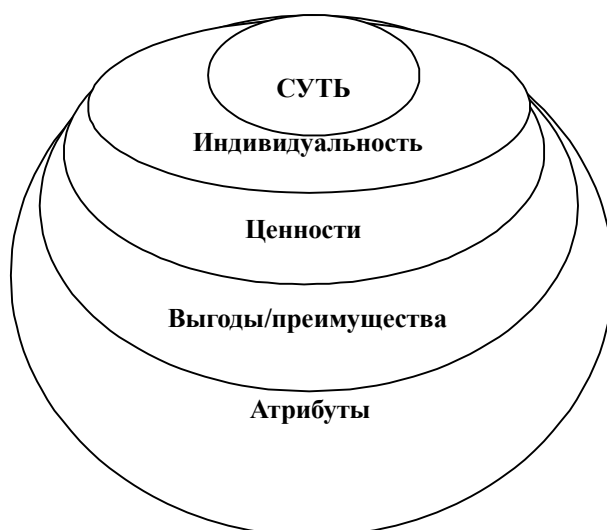 СУТЬ
Индивидуальность
Ценности
Выгоды/преимущества
Атрибуты